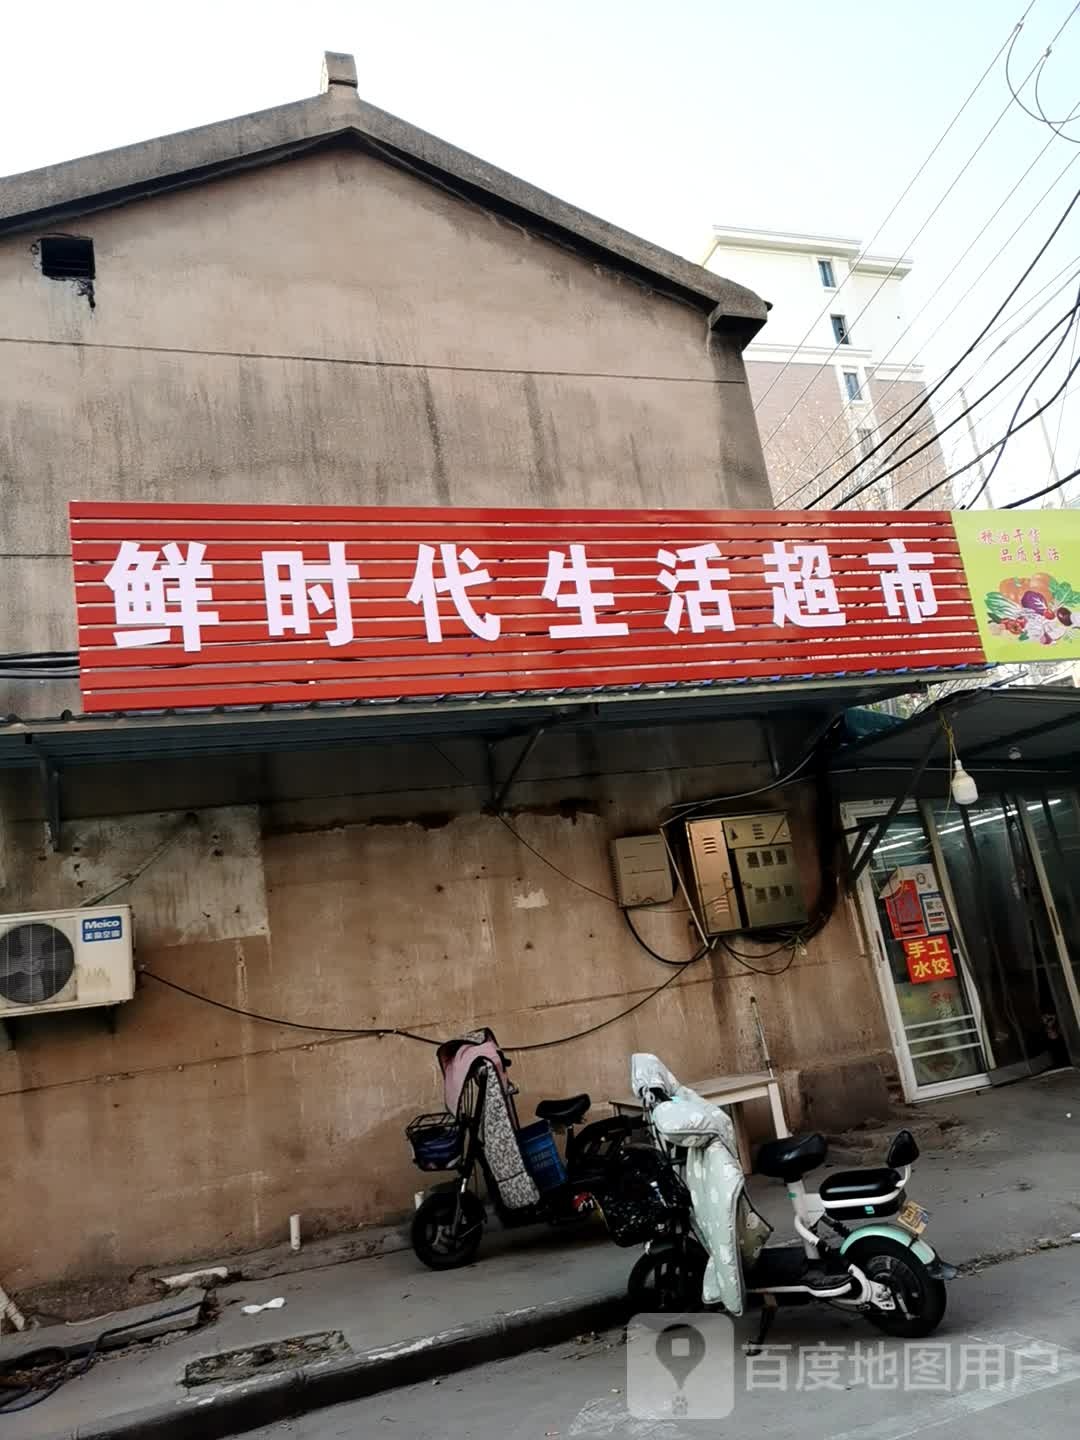 鲜时代生活超市
粮油干货
品质生活
Meico
美歌空调
手工
水饺
百度地图用户